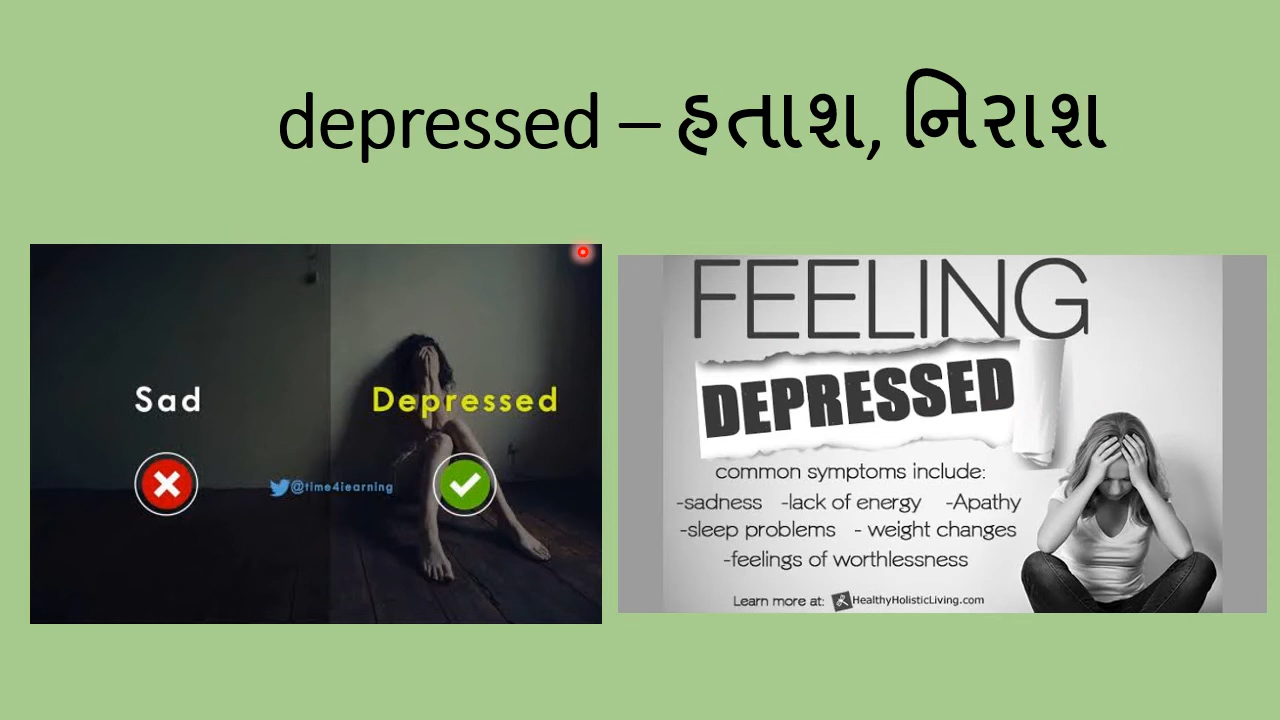 depressed – હતાશ, નિરાશ
Sad
Depressed
@time4iearning
FEELING
DEPRESSED
common symptoms include:
-sadness -lack of energy -Apathy
-sleep problems - weight changes
-feelings of worthlessness
Learn more at: HealthyHolisticLiving.com